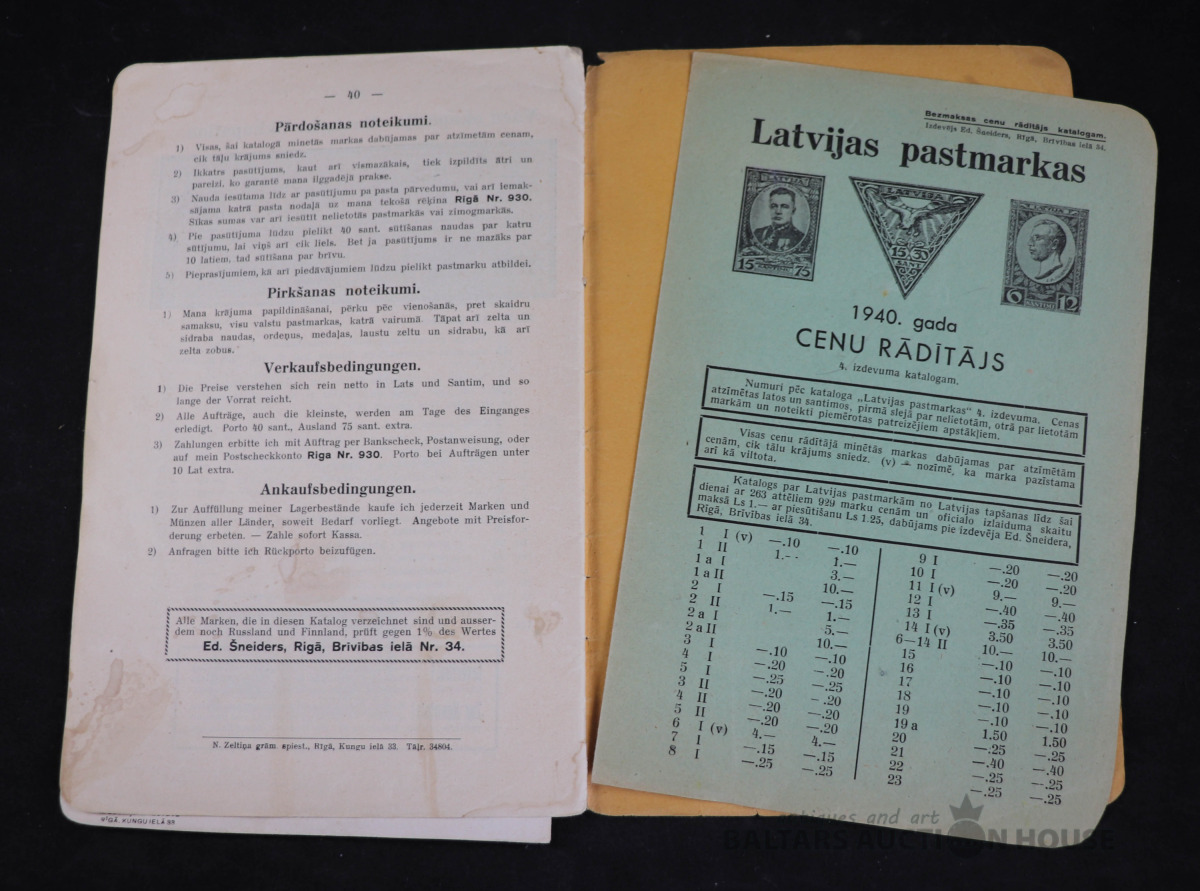 — 40 —
Pārdošanas noteikumi.
1) Visas, šai katalogā minetās markas dabūjamas par atzīmetām cenam,
cik tāļu krājums sniedz.
2) Ikkatrs pasūtījums, kaut arī vismazākais, tiek izpildīts ātri un
pareizi, ko garantē mana ilggadējā prakse.
3) Nauda iesūtama līdz ar pasūtījumu pa pasta pārvedumu, vai arī iemak-
sājama katrā pasta nodaļā uz mana tekošā rēķina Rīgā Nr. 930.
Sīkas sumas var arī iesūtīt nelietotās pastmarkās vai zimogmarkās.
4) Pie pasūtījuma lūdzu pielikt 40 sant. sūtīšanas naudas par katru
sūtījumu, lai viņš arī cik liels. Bet ja pasūtījums ir ne mazāks par
10 latiem, tad sūtīšana par brīvu.
5) Pieprasījumiem, kā arī piedāvājumiem lūdzu pielikt pastmarku atbildei.
Pirkšanas noteikumi.
1) Mana krājuma papildināšanai, pērku pēc vienošanās, pret skaidru
samaksu, visu valstu pastmarkas, katrā vairumā. Tāpat arī zelta un
sidraba naudas, ordeņus, medaļas, laustu zeltu un sidrabu, kā arī
zelta zobus.
Verkaufsbedingungen.
1) Die Preise verstehen sich rein netto in Lats und Santim, und so
lange der Vorrat reicht.
2) Alle Aufträge, auch die kleinste, werden am Tage des Einganges
erledigt. Porto 40 sant., Ausland 75 sant. extra.
3) Zahlungen erbitte ich mit Auftrag per Bankscheck, Postanweisung, oder
auf mein Postscheckkonto Riga Nr. 930. Porto bei Aufträgen unter
10 Lat extra.
Ankaufsbedingungen.
1) Zur Auffüllung meiner Lagerbestände kaufe ich jederzeit Marken und
Münzen aller Länder, soweit Bedarf vorliegt. Angebote mit Preisfor-
derung erbeten. — Zahle sofort Kassa.
2) Anfragen bitte ich Rückporto beizufügen.
Alle Marken, die in diesen Katalog verzeichnet sind und ausser-
dem noch Russland und Finnland, prüft gegen 1% des Wertes
Ed. Šneiders, Rīgā, Brīvības ielā Nr. 34.
N. Zeltiņa grām. spiest., Rīgā, Kungu ielā 33. Tāļr. 34804.
RĪGĀ, KUNGU IELĀ 33
Bezmaksas cenu rādītājs katalogam.
Izdevējs Ed. Šneiders, Rīgā, Brīvības ielā 34.
Latvijas pastmarkas
LATVIJA
15 75
LATVIJA
15 30
SANT
LATVIJA
6 12
SANTIMU
1940. gada
CENU RĀDĪTĀJS
4. izdevuma katalogam.
Numuri pēc kataloga „Latvijas pastmarkas" 4. izdevuma. Cenas
atzīmētas latos un santimos, pirmā slejā par nelietotām, otrā par lietotām
markām un noteikti piemērotas patreizējiem apstākļiem.
Visas cenu rādītājā minētās markas dabūjamas par atzīmētām
cenām, cik tāļu krājums sniedz. (v) = nozīmē, ka marka pazīstama
arī kā viltota.
Katalogs par Latvijas pastmarkām no Latvijas tapšanas līdz šai
dienai ar 263 attēliem 929 marku cenām un oficiālo izlaiduma skaitu
maksā Ls 1.— ar piesūtīšanu Ls 1.25, dabūjams pie izdevēja Ed. Šneidera,
Rīgā, Brīvības ielā 34.
1 I (v) —.10 —.10
1 II 1.-- 1.—
1 a I 3.—
1 a II 10.—
2 I —.15 —.15
2 II 1.— 1.—
2 a I 5.—
2 a II 10.—
3 I —.10 —.10
4 I —.20 —.20
5 I —.25 —.25
3 II —.20 —.20
4 II —.20 —.20
5 II —.20 —.20
6 I (v) 4.— 4.—
7 I —.15 —.15
8 I —.25 —.25
9 I —.20 —.20
10 I —.20 —.20
11 I (v) 9.— 9.—
12 I —.40 —.40
13 I —.35 —.35
14 I (v) 3.50 3.50
6—14 II 10.— 10.—
15 —.10 —.10
16 —.10 —.10
17 —.10 —.10
18 —.10 —.10
19 —.10 —.10
19 a 1.50 1.50
20 —.25 —.25
21 —.40 —.40
22 —.25 —.25
23 —.25 —.25
antiques and art
BALTARS AUCTION HOUSE